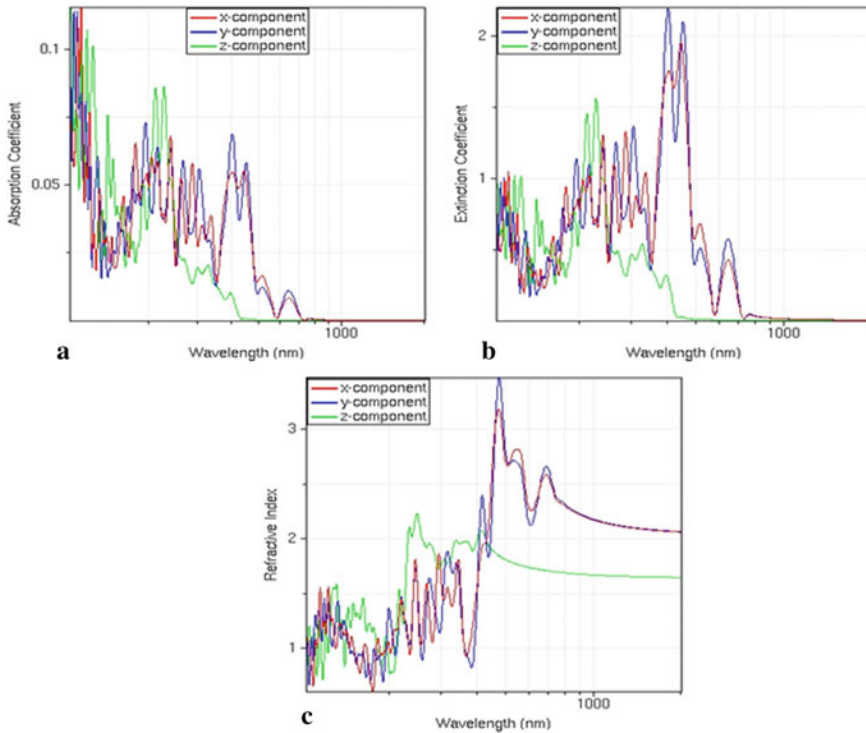 x-component
y-component
z-component
0.1
0.05
Absorption Coefficient
1000
Wavelength (nm)
a
x-component
y-component
z-component
2
1
Extinction Coefficient
1000
Wavelength (nm)
b
x-component
y-component
z-component
3
2
1
Refractive Index
1000
Wavelength (nm)
c